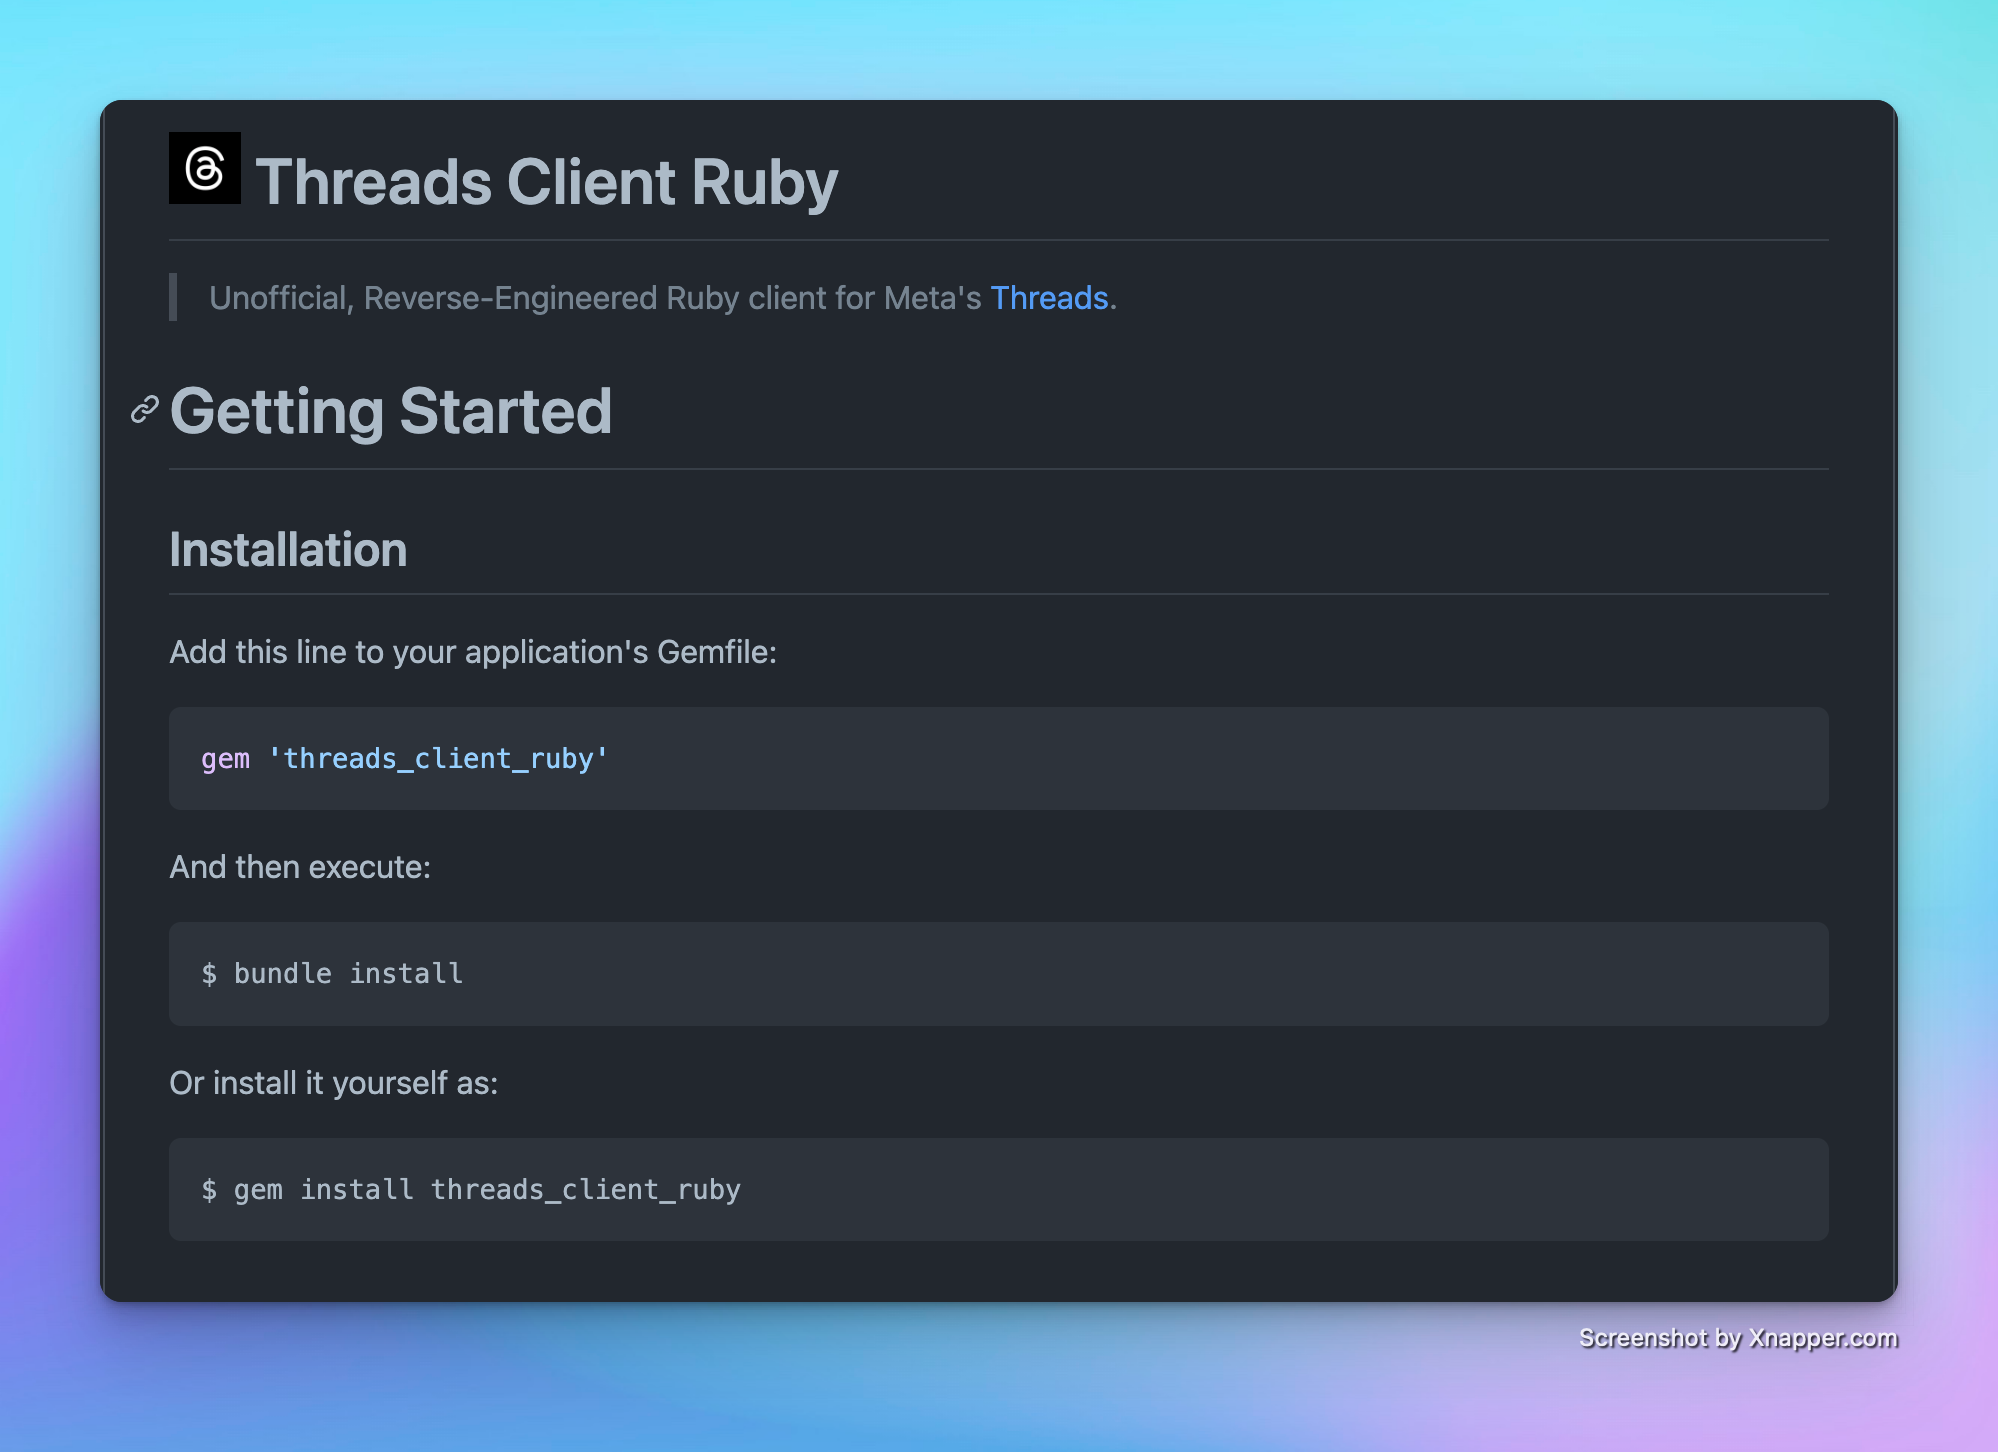 Threads Client Ruby
Unofficial, Reverse-Engineered Ruby client for Meta's Threads.
Getting Started
Installation
Add this line to your application's Gemfile:
gem 'threads_client_ruby'
And then execute:
$ bundle install
Or install it yourself as:
$ gem install threads_client_ruby
Screenshot by Xnapper.com